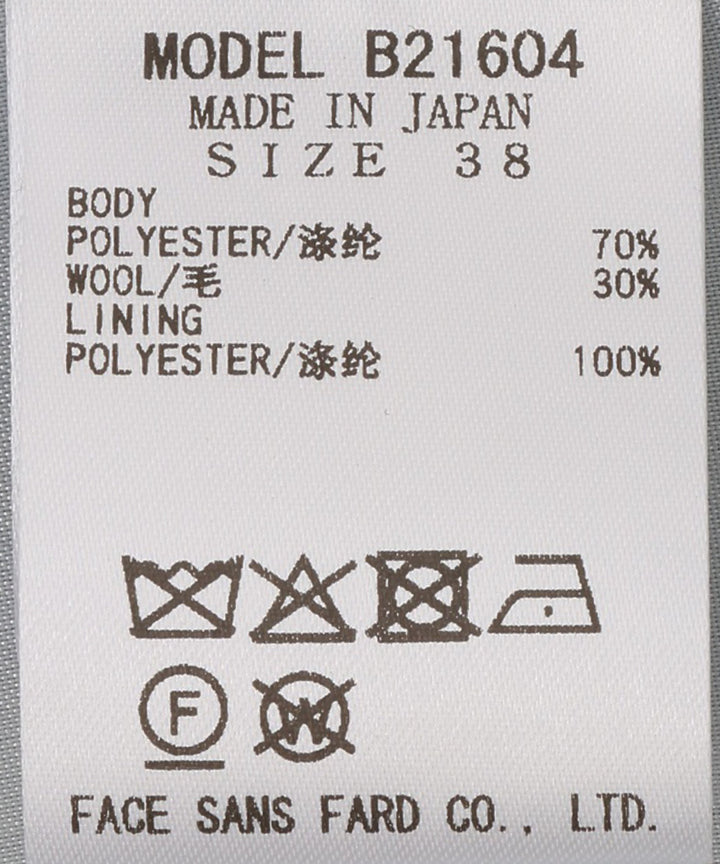 MODEL B21604
MADE IN JAPAN
SIZE 38
BODY
POLYESTER/涤纶 70%
WOOL/毛 30%
LINING
POLYESTER/涤纶 100%
F
W
FACE SANS FARD CO., LTD.